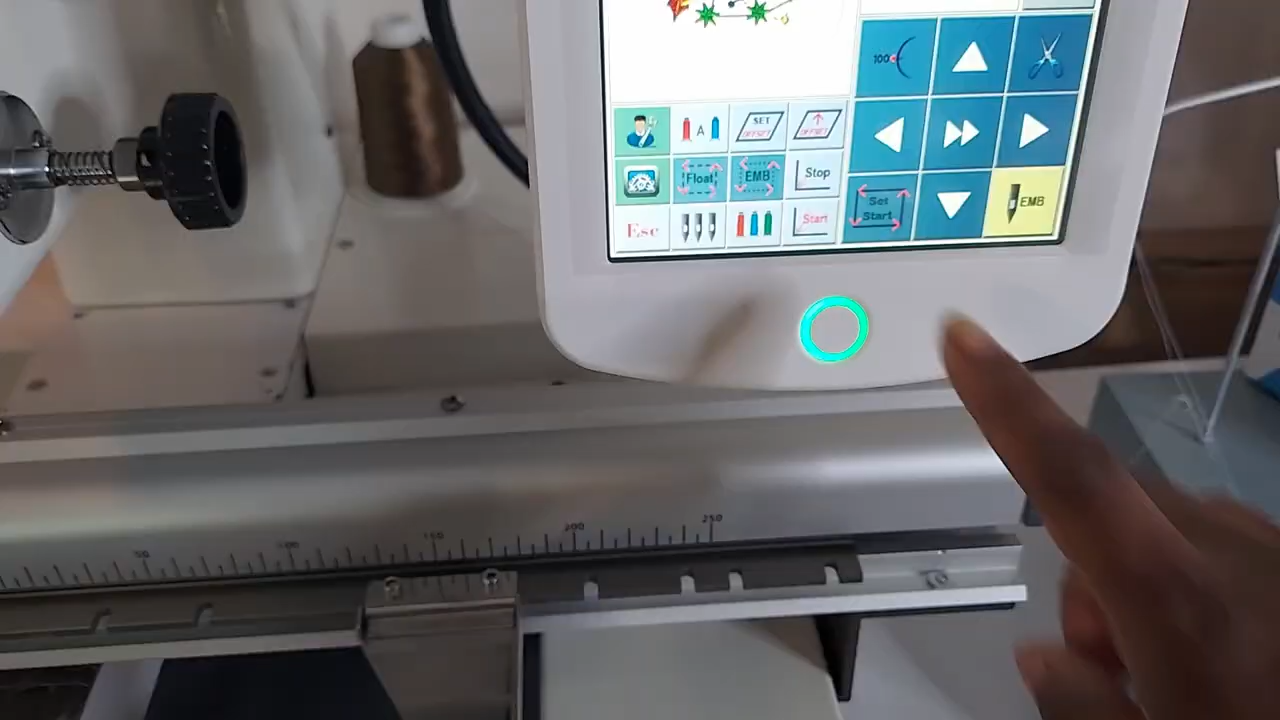 100
A
SET
OFFSET
OFFSET
Float
EMB
Stop
Esc
Start
Set
Start
EMB
50
100
150
200
250